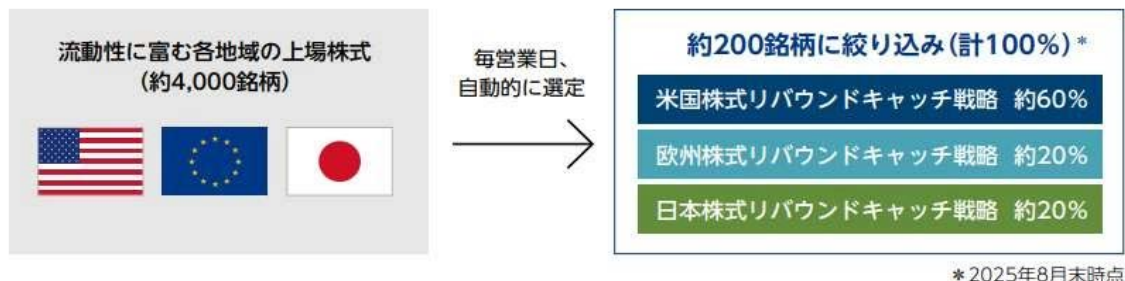 流動性に富む各地域の上場株式
(約4,000銘柄)
毎営業日、
自動的に選定
約200銘柄に絞り込み(計100%)*
米国株式リバウンドキャッチ戦略 約60%
欧州株式リバウンドキャッチ戦略 約20%
日本株式リバウンドキャッチ戦略 約20%
*2025年8月末時点